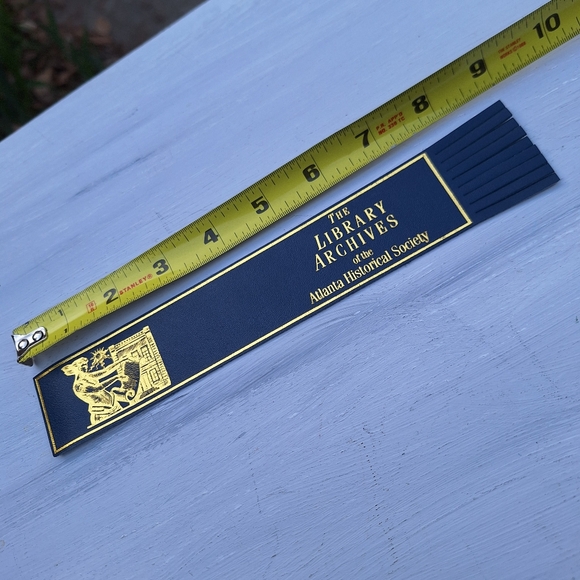 THE
LIBRARY
ARCHIVES
of the
Atlanta Historical Society
1 2 STANLEY® 3 4 5 6 7 8 9 10